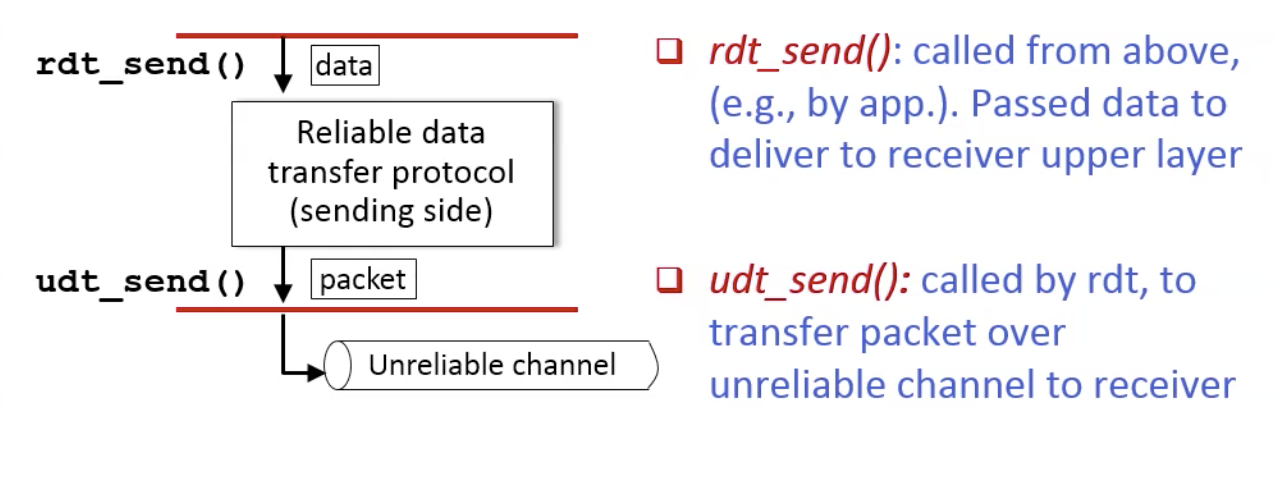 rdt_send()
data
Reliable data
transfer protocol
(sending side)
udt_send()
packet
Unreliable channel
rdt_send(): called from above,
(e.g., by app.). Passed data to
deliver to receiver upper layer
udt_send(): called by rdt, to
transfer packet over
unreliable channel to receiver